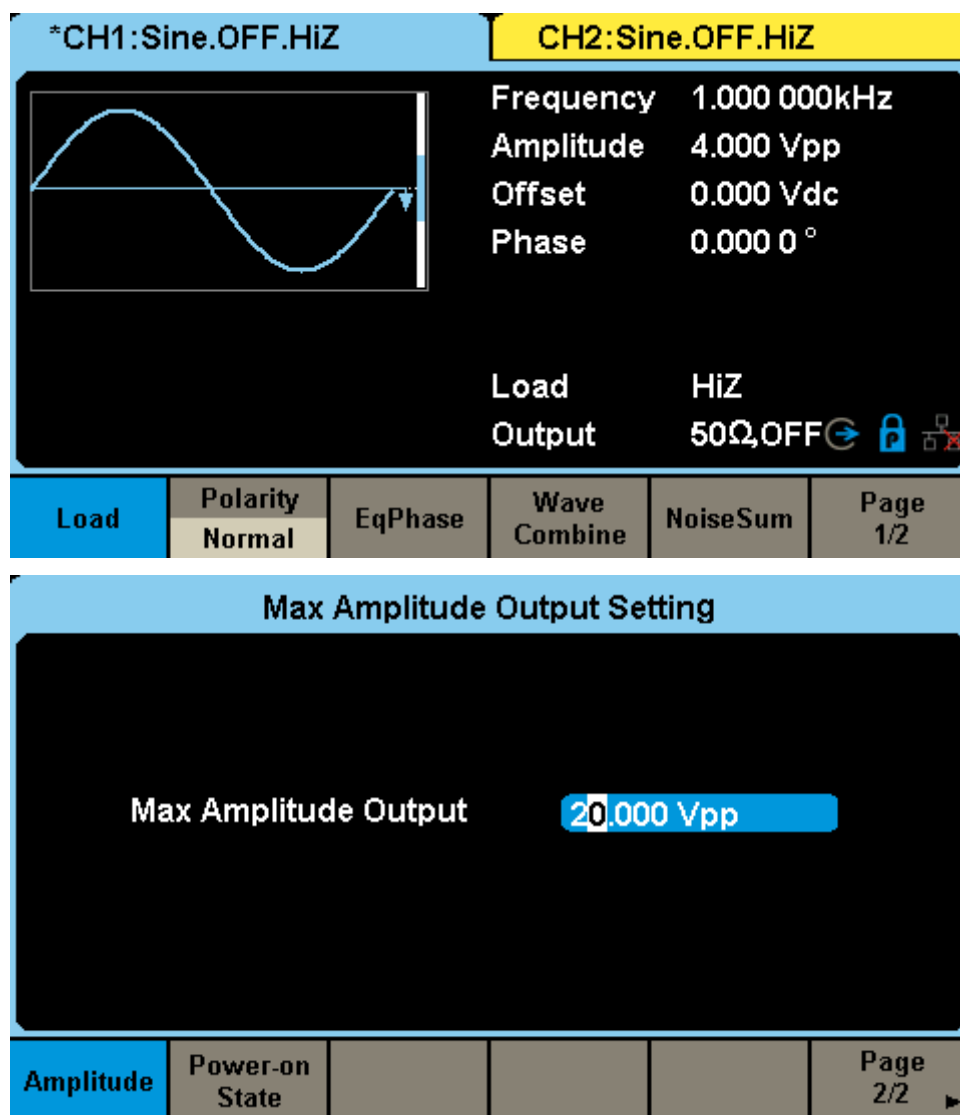 *CH1:Sine.OFF.HiZ
CH2:Sine.OFF.HiZ
Frequency 1.000 000kHz
Amplitude 4.000 Vpp
Offset 0.000 Vdc
Phase 0.000 0 °
Load HiZ
Output 50Ω,OFF
P
Load
Polarity
Normal
EqPhase
Wave
Combine
NoiseSum
Page
1/2
Max Amplitude Output Setting
Max Amplitude Output 20.000 Vpp
Amplitude
Power-on
State
Page
2/2